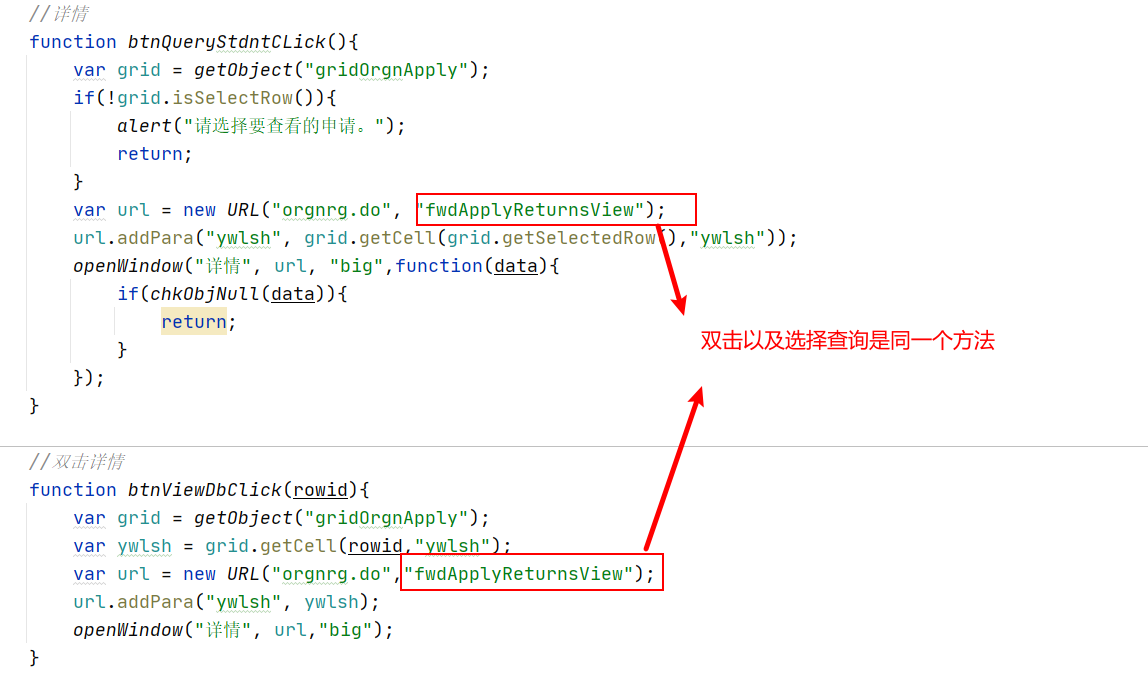 //详情
function btnQueryStdntCLick(){
var grid = getObject("gridOrgnApply");
if(!grid.isSelectRow()){
alert("请选择要查看的申请。");
return;
}
var url = new URL("orgnrg.do", "fwdApplyReturnsView");
url.addPara("ywlsh", grid.getCell(grid.getSelectedRow(),"ywlsh"));
openWindow("详情", url, "big",function(data){
if(chkObjNull(data)){
return;
}
});
}
双击以及选择查询是同一个方法
//双击详情
function btnViewDbClick(rowid){
var grid = getObject("gridOrgnApply");
var ywlsh = grid.getCell(rowid,"ywlsh");
var url = new URL("orgnrg.do","fwdApplyReturnsView");
url.addPara("ywlsh", ywlsh);
openWindow("详情", url,"big");
}